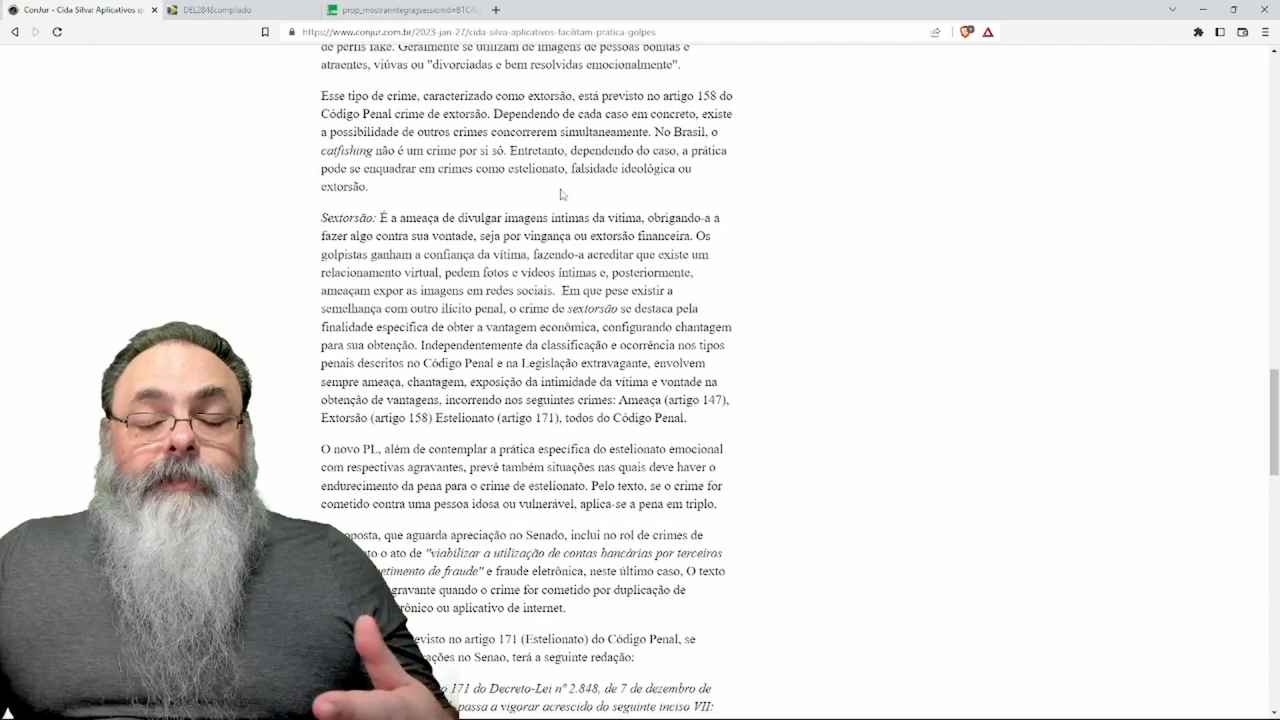 ConJur - Cida Silva: Aplicativos q
DEL2848compilado
prop_mostrarintegra;sessionid=B1CA
https://www.conjur.com.br/2023-jan-27/cida-silva-aplicativos-facilitam-pratica-golpes
de perfis fake. Geralmente se utilizam de imagens de pessoas bonitas e
atraentes, viúvas ou "divorciadas e bem resolvidas emocionalmente".
Esse tipo de crime, caracterizado como extorsão, está previsto no artigo 158 do
Código Penal crime de extorsão. Dependendo de cada caso em concreto, existe
a possibilidade de outros crimes concorrerem simultaneamente. No Brasil, o
catfishing não é um crime por si só. Entretanto, dependendo do caso, a prática
pode se enquadrar em crimes como estelionato, falsidade ideológica ou
extorsão.
Sextorsão: É a ameaça de divulgar imagens íntimas da vítima, obrigando-a a
fazer algo contra sua vontade, seja por vingança ou extorsão financeira. Os
golpistas ganham a confiança da vítima, fazendo-a acreditar que existe um
relacionamento virtual, pedem fotos e vídeos íntimas e, posteriormente,
ameaçam expor as imagens em redes sociais. Em que pese existir a
semelhança com outro ilícito penal, o crime de sextorsão se destaca pela
finalidade especifica de obter a vantagem econômica, configurando chantagem
para sua obtenção. Independentemente da classificação e ocorrência nos tipos
penais descritos no Código Penal e na Legislação extravagante, envolvem
sempre ameaça, chantagem, exposição da intimidade da vítima e vontade na
obtenção de vantagens, incorrendo nos seguintes crimes: Ameaça (artigo 147),
Extorsão (artigo 158) Estelionato (artigo 171), todos do Código Penal.
O novo PL, além de contemplar a prática específica do estelionato emocional
com respectivas agravantes, prevê também situações nas quais deve haver o
endurecimento da pena para o crime de estelionato. Pelo texto, se o crime for
cometido contra uma pessoa idosa ou vulnerável, aplica-se a pena em triplo.
oposta, que aguarda apreciação no Senado, inclui no rol de crimes de
o ato de "viabilizar a utilização de contas bancárias por terceiros
etimento de fraude" e fraude eletrônica, neste último caso, O texto
gravante quando o crime for cometido por duplicação de
rônico ou aplicativo de internet.
evisto no artigo 171 (Estelionato) do Código Penal, se
ações no Senao, terá a seguinte redação:
o 171 do Decreto-Lei nº 2.848, de 7 de dezembro de
passa a vigorar acrescido do seguinte inciso VII: